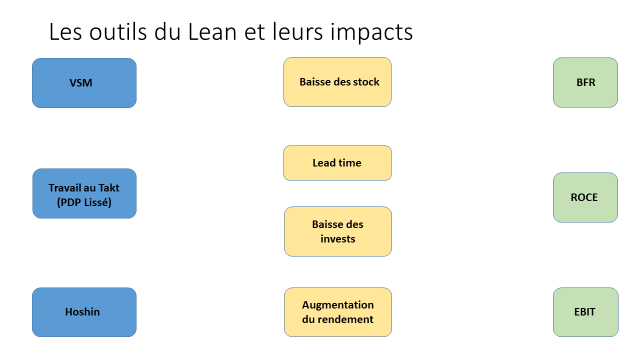 Les outils du Lean et leurs impacts
VSM
Baisse des stock
BFR
Lead time
Travail au Takt
(PDP Lissé)
ROCE
Baisse des
invests
Hoshin
Augmentation
du rendement
EBIT